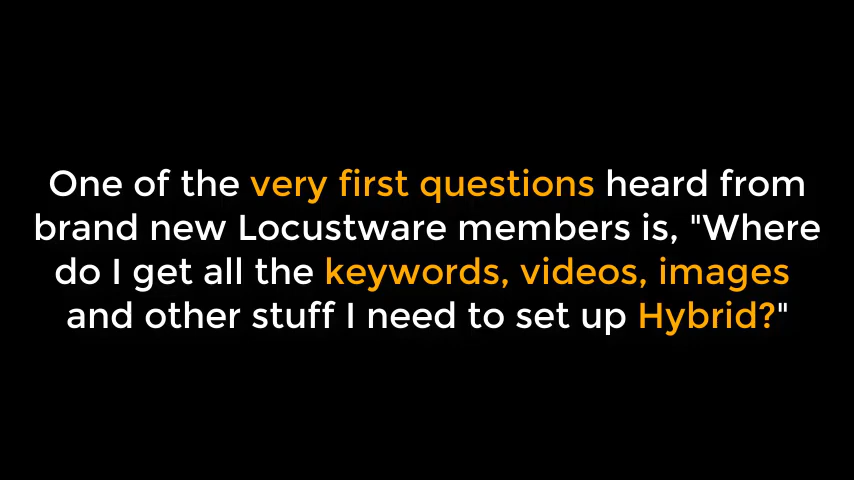 One of the very first questions heard from
brand new Locustware members is, "Where
do I get all the keywords, videos, images
and other stuff I need to set up Hybrid?"